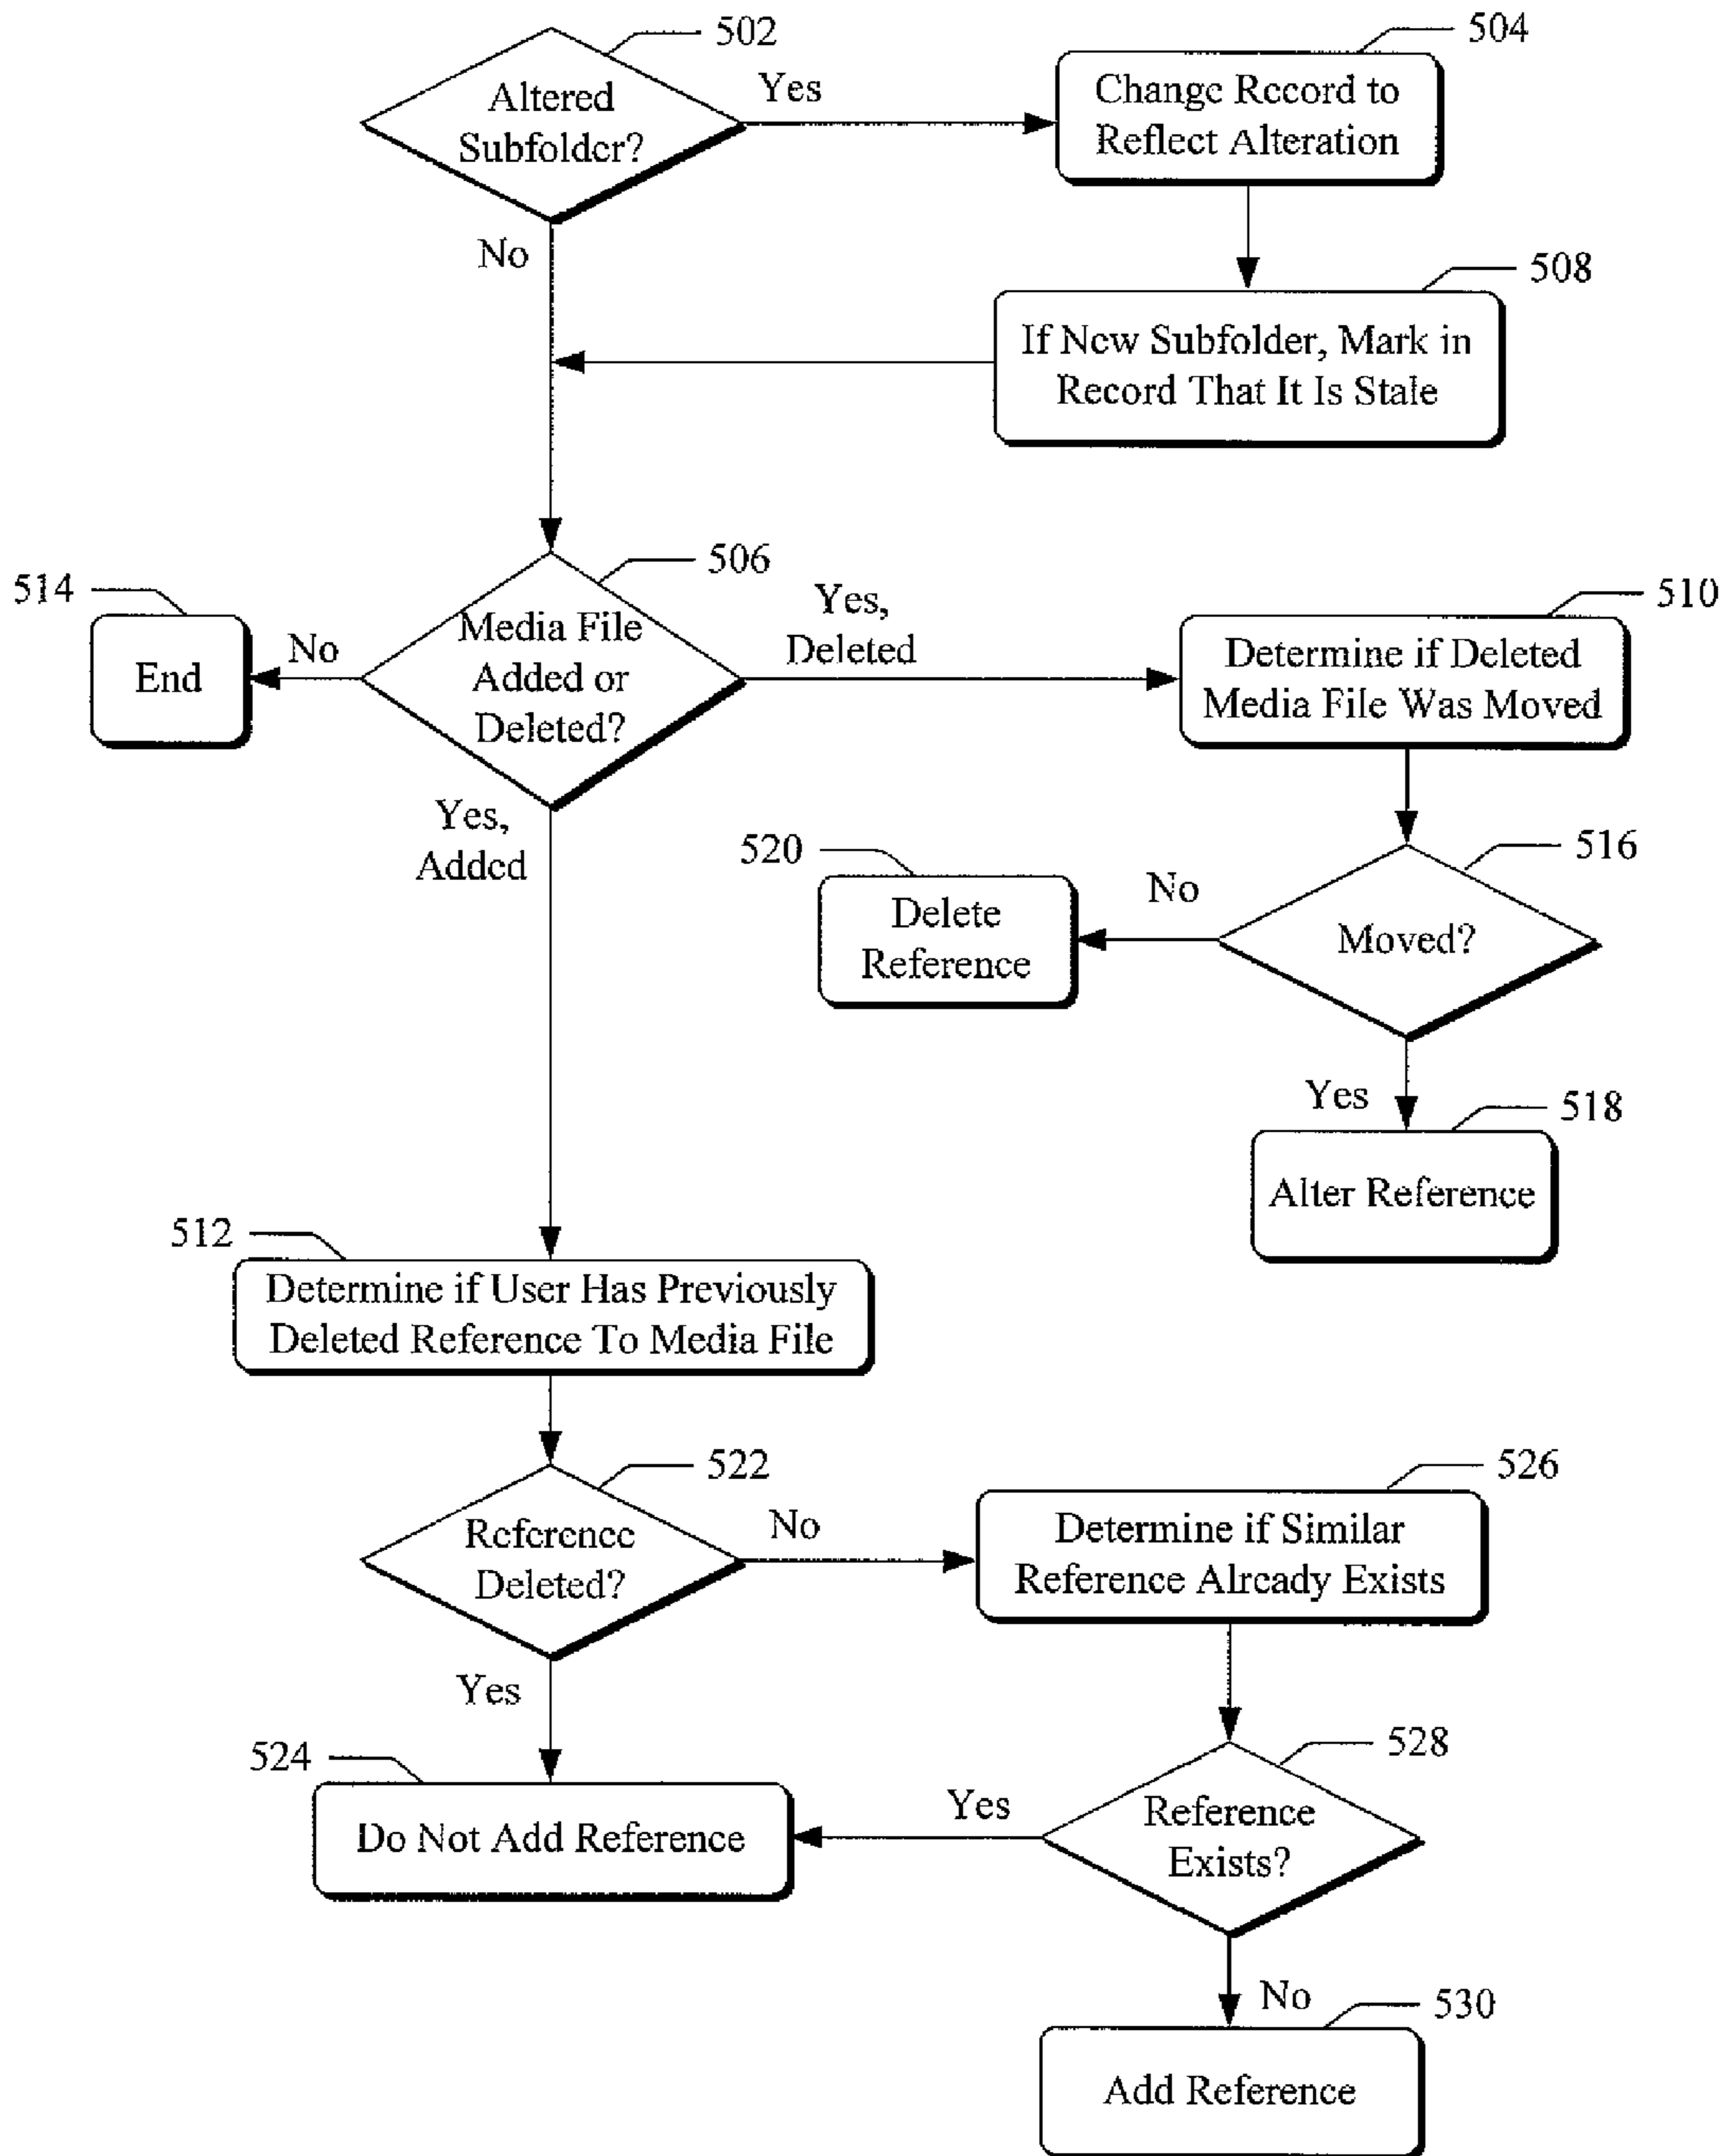 502
Altered
Subfolder?
Yes
504
Change Record to
Reflect Alteration
No
508
If New Subfolder, Mark in
Record That It Is Stale
506
Media File
Added or
Deleted?
514
End
No
Yes,
Deleted
510
Determine if Deleted
Media File Was Moved
Yes,
Added
520
Delete
Reference
No
516
Moved?
Yes
518
Alter Reference
512
Determine if User Has Previously
Deleted Reference To Media File
522
Reference
Deleted?
No
526
Determine if Similar
Reference Already Exists
Yes
524
Do Not Add Reference
Yes
528
Reference
Exists?
No
530
Add Reference